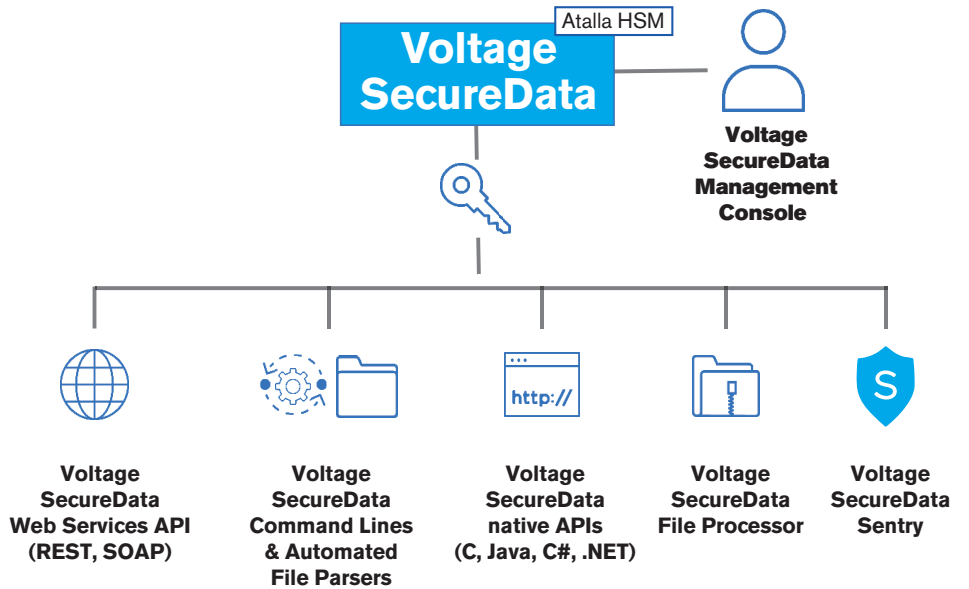 Atalla HSM
Voltage
SecureData
Voltage
SecureData
Management
Console
http://
S
Voltage
SecureData
Web Services API
(REST, SOAP)
Voltage
SecureData
Command Lines
& Automated
File Parsers
Voltage
SecureData
native APIs
(C, Java, C#, .NET)
Voltage
SecureData
File Processor
Voltage
SecureData
Sentry